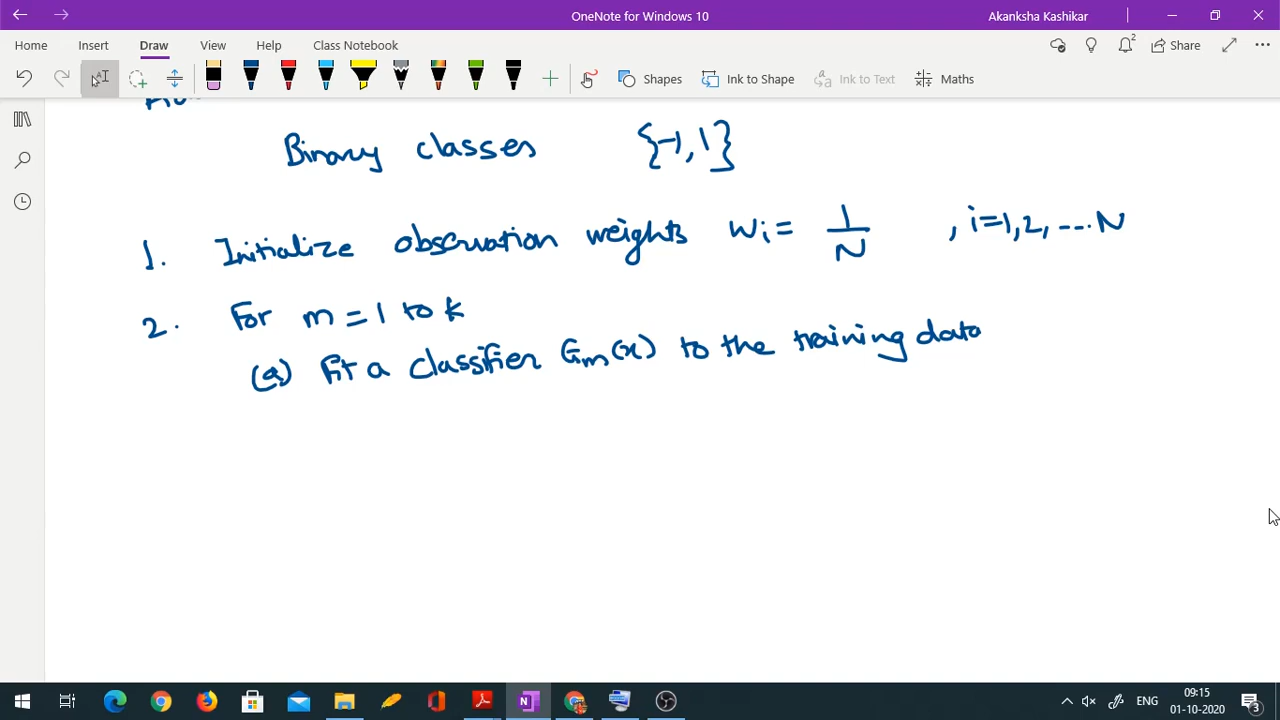 OneNote for Windows 10
Akanksha Kashikar
Home Insert Draw View Help Class Notebook
Share
Shapes Ink to Shape Ink to Text Maths
Binary classes {-1, 1}
1. Initialize observation weights wi = 1/N , i=1,2, .... N
2. For m = 1 to k
(a) Fit a classifier Gm(x) to the training data
ENG
09:15
01-10-2020